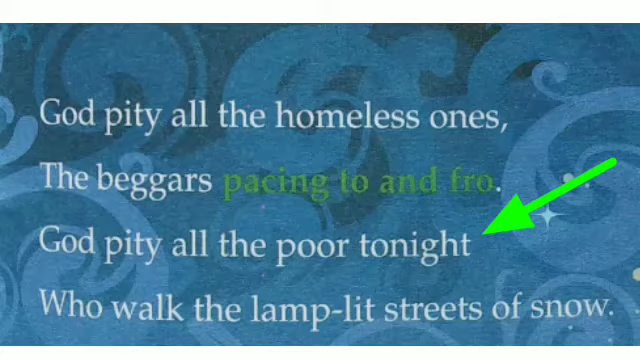 God pity all the homeless ones,
The beggars pacing to and fro.
God pity all the poor tonight
Who walk the lamp-lit streets of snow.